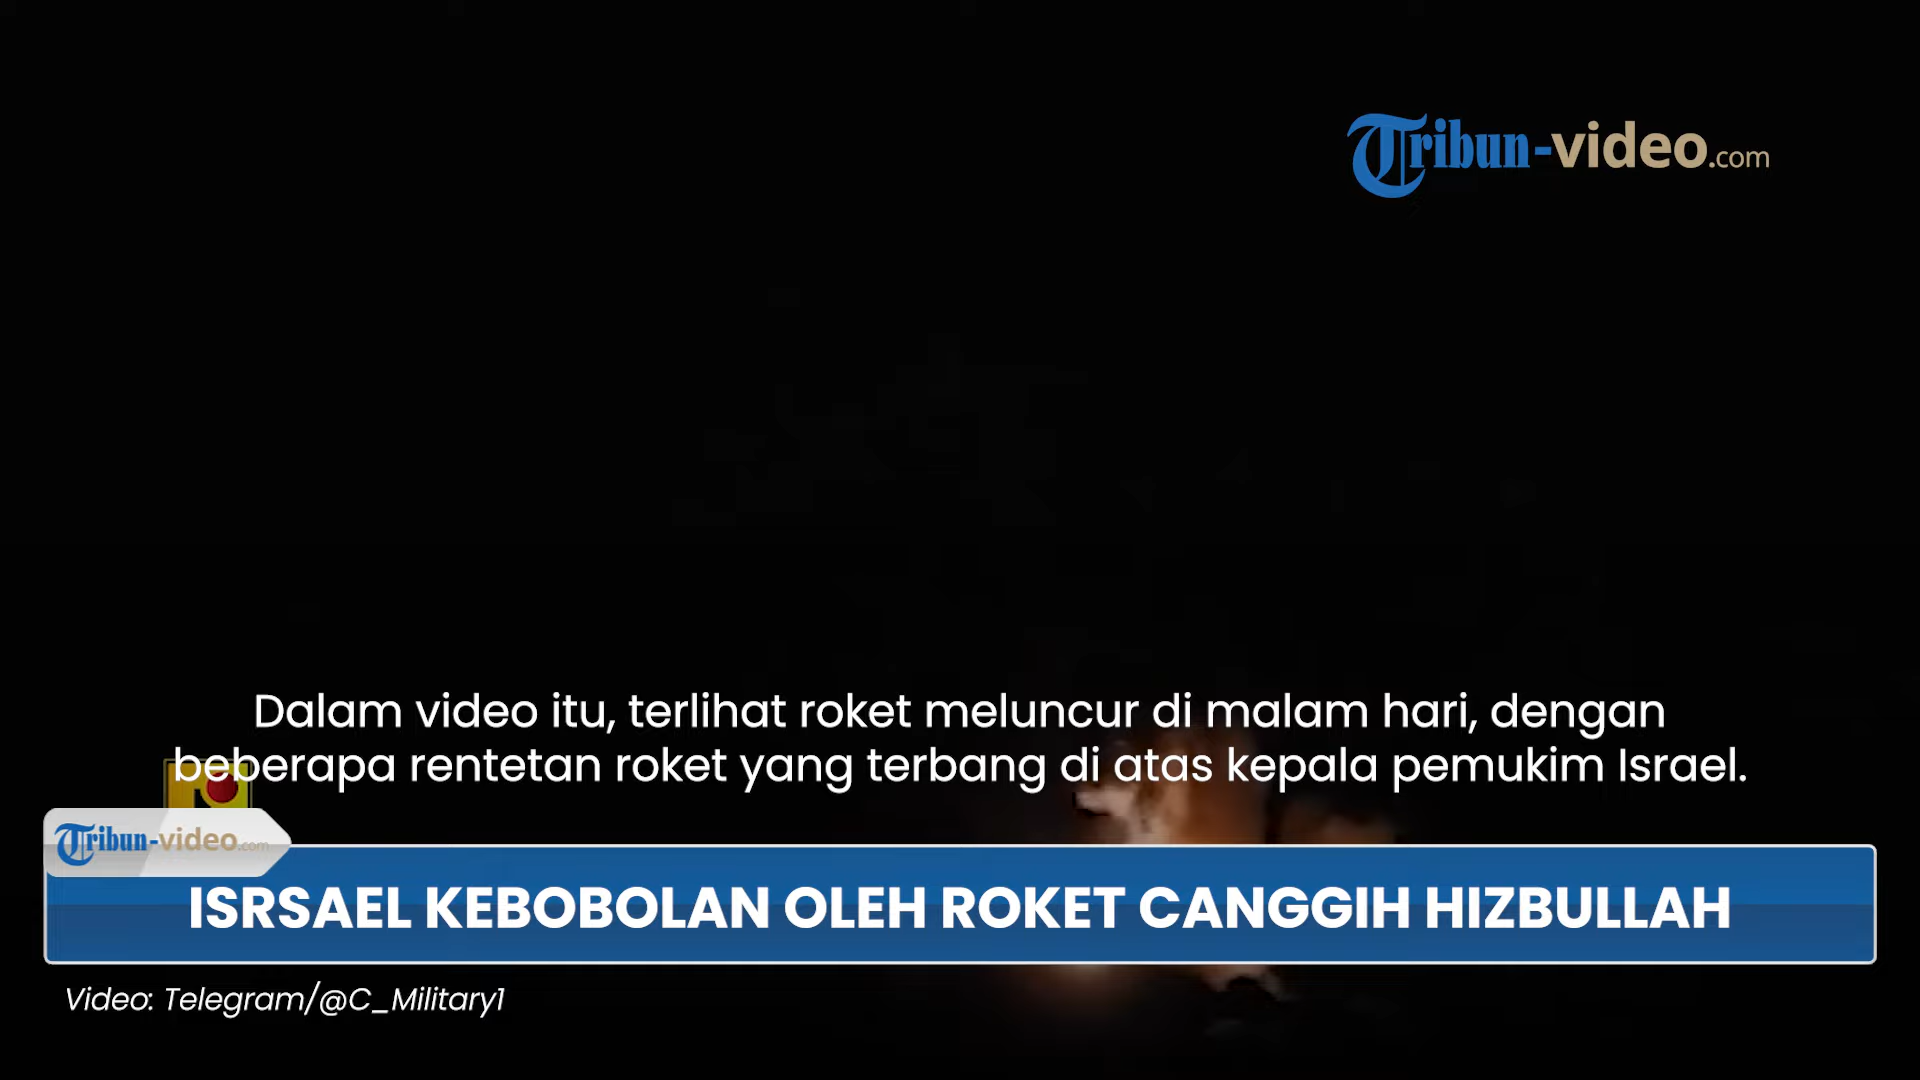 Tribun-video.com
Dalam video itu, terlihat roket meluncur di malam hari, dengan
beberapa rentetan roket yang terbang di atas kepala pemukim Israel.
Tribun-video.com
ISRSAEL KEBOBOLAN OLEH ROKET CANGGIH HIZBULLAH
Video: Telegram/@C_Military1